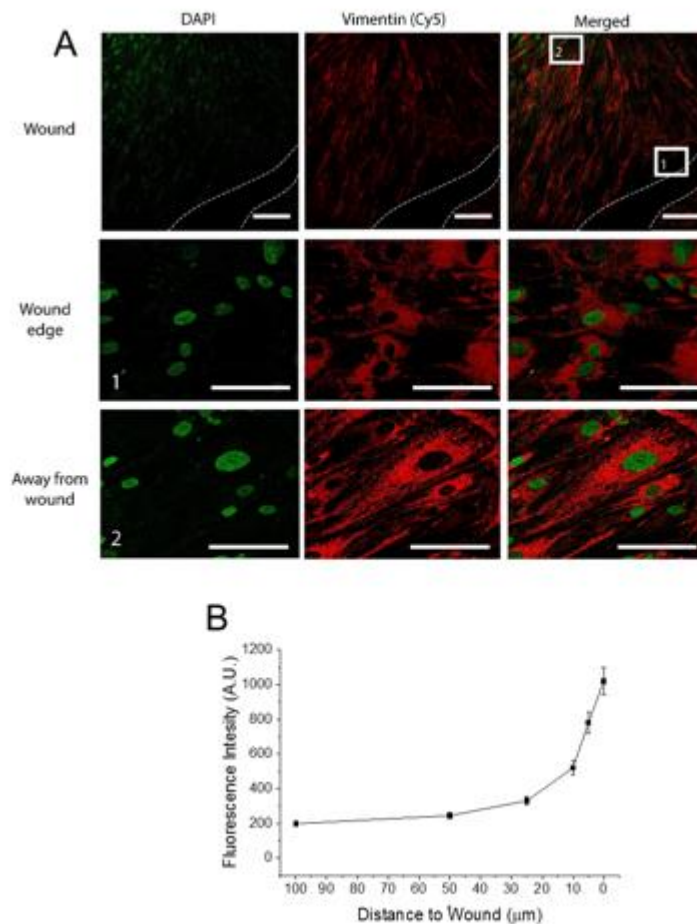 A
DAPI
Vimentin (Cy5)
Merged
Wound
2
1
Wound
edge
1
Away from
wound
2
B
Fluorescence Intesity (A.U.)
1200
1000
800
600
400
200
0
100 90 80 70 60 50 40 30 20 10 0
Distance to Wound (μm)